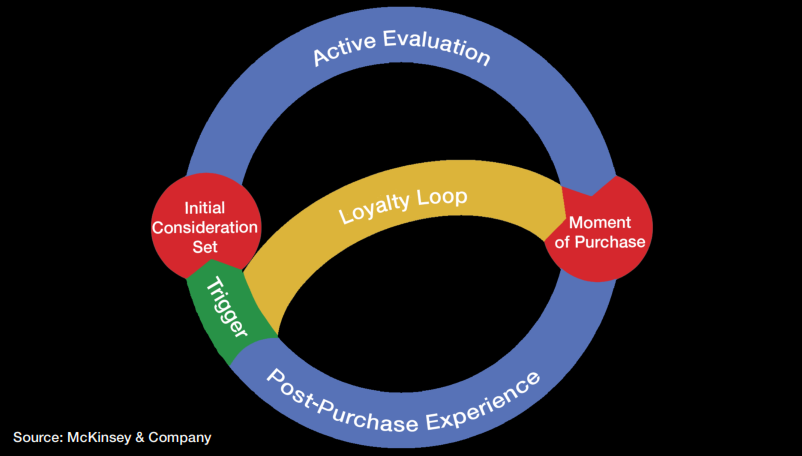 Active Evaluation
Loyalty Loop
Initial
Consideration
Set
Moment
of Purchase
Trigger
Post-Purchase Experience
Source: McKinsey & Company